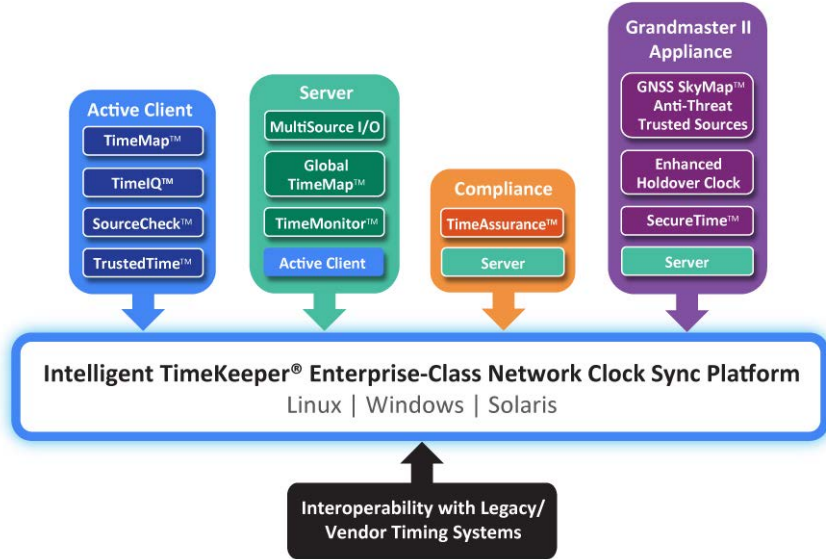 Active Client
TimeMap™
TimeIQ™
SourceCheck™
TrustedTime™
Server
MultiSource I/O
Global
TimeMap™
TimeMonitor™
Active Client
Compliance
TimeAssurance™
Server
Grandmaster II
Appliance
GNSS SkyMap™
Anti-Threat
Trusted Sources
Enhanced
Holdover Clock
SecureTime™
Server
Intelligent TimeKeeper® Enterprise-Class Network Clock Sync Platform
Linux | Windows | Solaris
Interoperability with Legacy/
Vendor Timing Systems